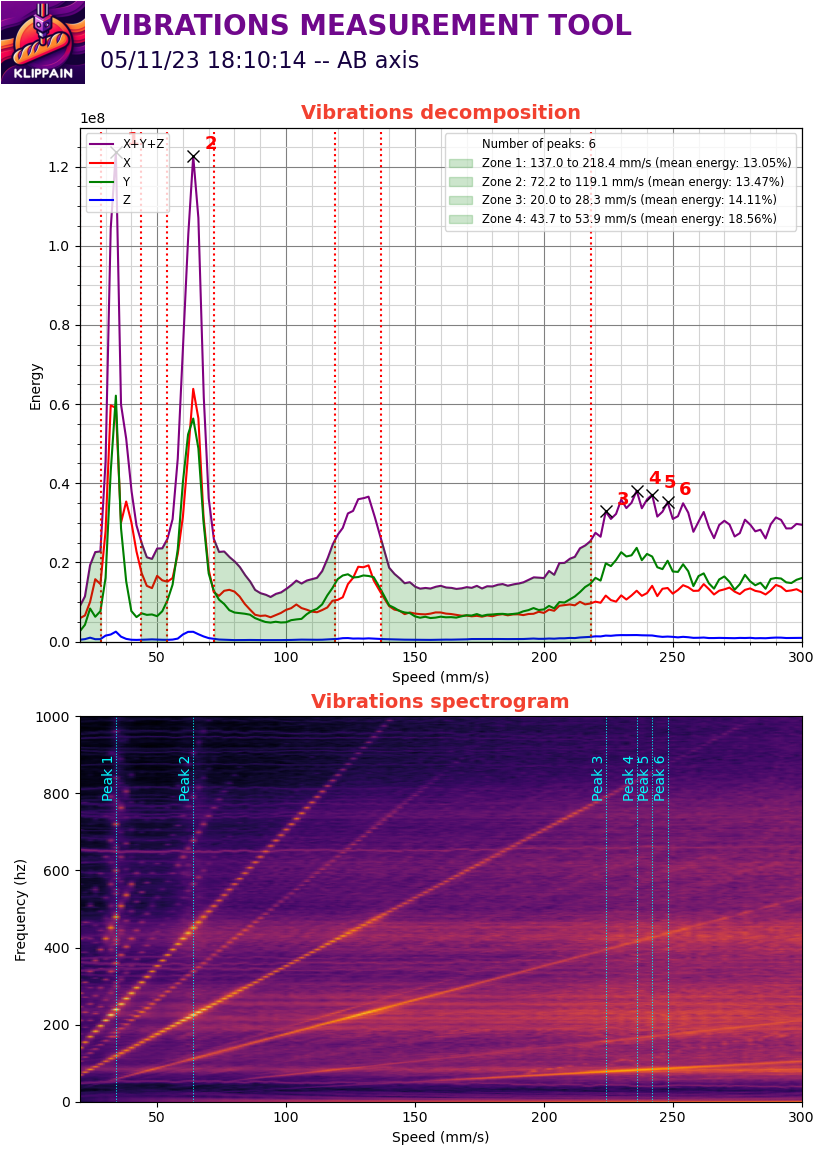 KLIPPAIN
VIBRATIONS MEASUREMENT TOOL
05/11/23 18:10:14 -- AB axis
Vibrations decomposition
1e8
X+Y+Z
X
Y
Z
1
2
3
4
5
6
Number of peaks: 6
Zone 1: 137.0 to 218.4 mm/s (mean energy: 13.05%)
Zone 2: 72.2 to 119.1 mm/s (mean energy: 13.47%)
Zone 3: 20.0 to 28.3 mm/s (mean energy: 14.11%)
Zone 4: 43.7 to 53.9 mm/s (mean energy: 18.56%)
1.2
1.0
0.8
0.6
0.4
0.2
0.0
Energy
50 100 150 200 250 300
Speed (mm/s)
Vibrations spectrogram
Peak 1
Peak 2
Peak 3
Peak 4
Peak 5
Peak 6
1000
800
600
400
200
0
Frequency (hz)
50 100 150 200 250 300
Speed (mm/s)